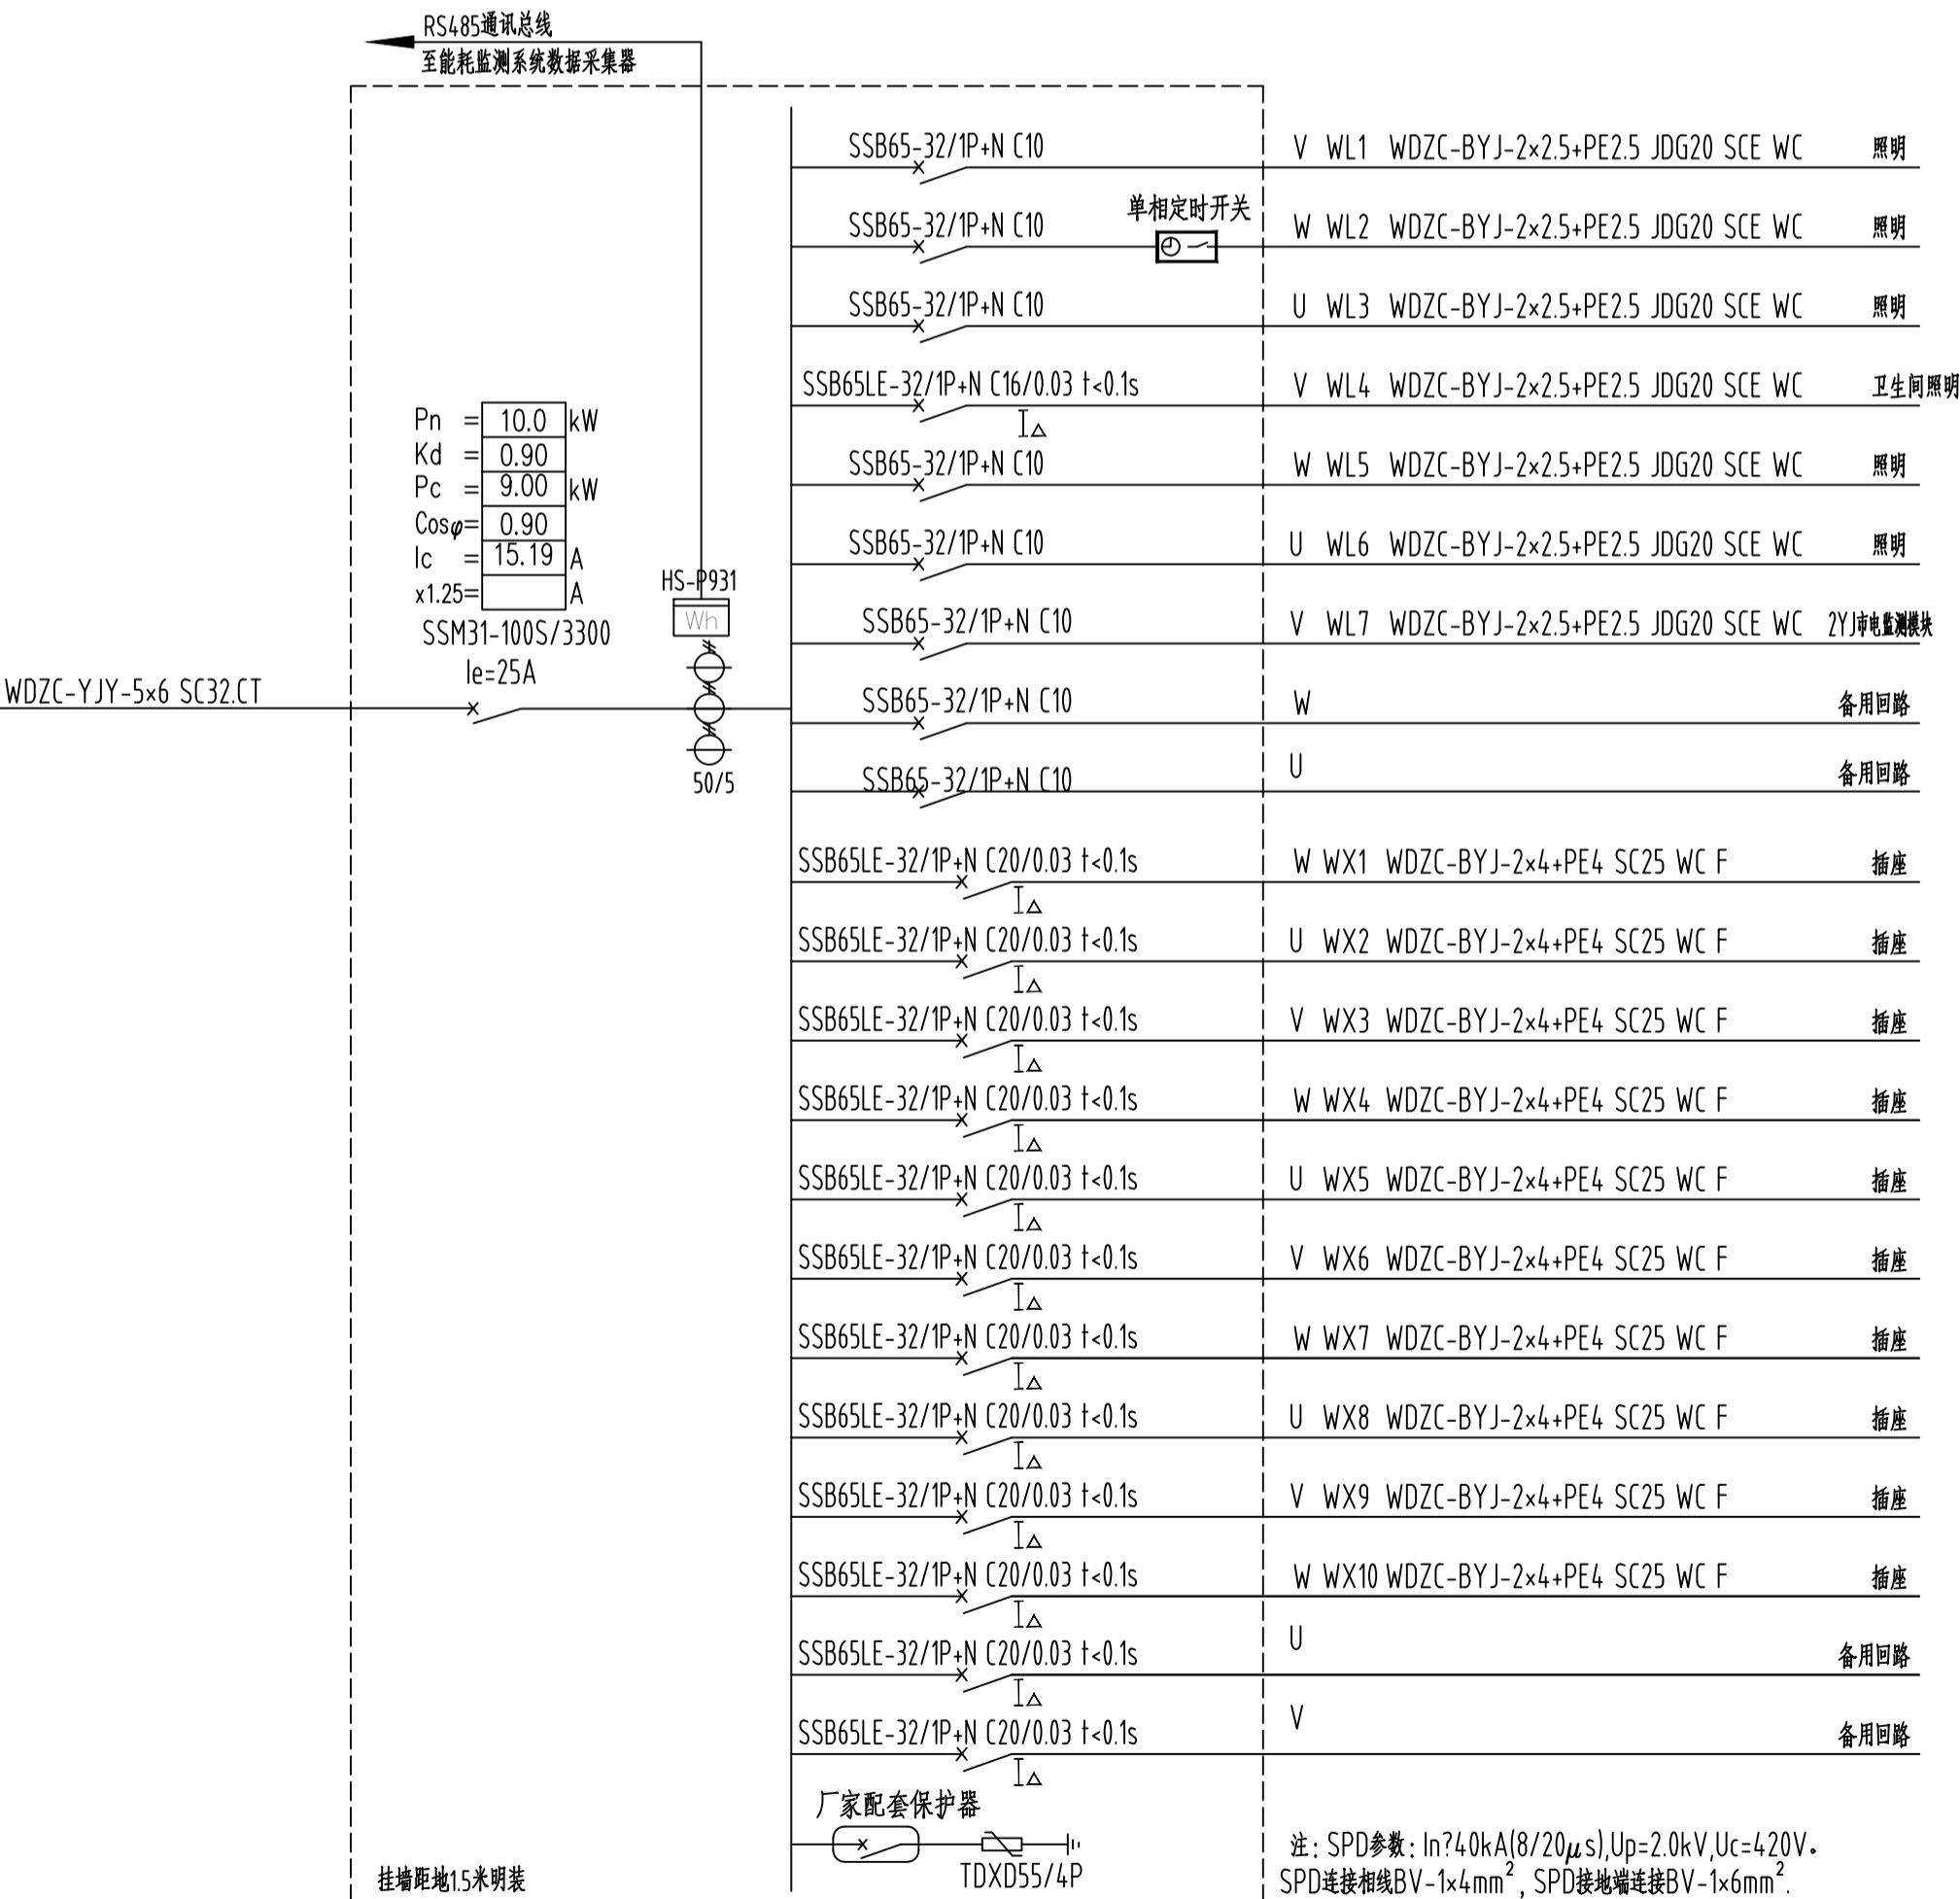 RS485通讯总线
至能耗监测系统数据采集器
Pn = 10.0 kW
Kd = 0.90
Pc = 9.00 kW
Cosφ= 0.90
Ic = 15.19 A
x1.25= A
SSM31-100S/3300
Ie=25A
WDZC-YJY-5×6 SC32.CT
HS-P931
Wh
50/5
SSB65-32/1P+N C10 V WL1 WDZC-BYJ-2×2.5+PE2.5 JDG20 SCE WC 照明
单相定时开关
SSB65-32/1P+N C10 W WL2 WDZC-BYJ-2×2.5+PE2.5 JDG20 SCE WC 照明
SSB65-32/1P+N C10 U WL3 WDZC-BYJ-2×2.5+PE2.5 JDG20 SCE WC 照明
SSB65LE-32/1P+N C16/0.03 t<0.1s V WL4 WDZC-BYJ-2×2.5+PE2.5 JDG20 SCE WC 卫生间照明
I△
SSB65-32/1P+N C10 W WL5 WDZC-BYJ-2×2.5+PE2.5 JDG20 SCE WC 照明
SSB65-32/1P+N C10 U WL6 WDZC-BYJ-2×2.5+PE2.5 JDG20 SCE WC 照明
SSB65-32/1P+N C10 V WL7 WDZC-BYJ-2×2.5+PE2.5 JDG20 SCE WC 2YJ市电监测模块
SSB65-32/1P+N C10 W 备用回路
SSB65-32/1P+N C10 U 备用回路
SSB65LE-32/1P+N C20/0.03 t<0.1s W WX1 WDZC-BYJ-2×4+PE4 SC25 WC F 插座
I△
SSB65LE-32/1P+N C20/0.03 t<0.1s U WX2 WDZC-BYJ-2×4+PE4 SC25 WC F 插座
I△
SSB65LE-32/1P+N C20/0.03 t<0.1s V WX3 WDZC-BYJ-2×4+PE4 SC25 WC F 插座
I△
SSB65LE-32/1P+N C20/0.03 t<0.1s W WX4 WDZC-BYJ-2×4+PE4 SC25 WC F 插座
I△
SSB65LE-32/1P+N C20/0.03 t<0.1s U WX5 WDZC-BYJ-2×4+PE4 SC25 WC F 插座
I△
SSB65LE-32/1P+N C20/0.03 t<0.1s V WX6 WDZC-BYJ-2×4+PE4 SC25 WC F 插座
I△
SSB65LE-32/1P+N C20/0.03 t<0.1s W WX7 WDZC-BYJ-2×4+PE4 SC25 WC F 插座
I△
SSB65LE-32/1P+N C20/0.03 t<0.1s U WX8 WDZC-BYJ-2×4+PE4 SC25 WC F 插座
I△
SSB65LE-32/1P+N C20/0.03 t<0.1s V WX9 WDZC-BYJ-2×4+PE4 SC25 WC F 插座
I△
SSB65LE-32/1P+N C20/0.03 t<0.1s W WX10 WDZC-BYJ-2×4+PE4 SC25 WC F 插座
I△
SSB65LE-32/1P+N C20/0.03 t<0.1s U 备用回路
I△
SSB65LE-32/1P+N C20/0.03 t<0.1s V 备用回路
I△
厂家配套保护器
TDXD55/4P
挂墙距地1.5米明装
注: SPD参数: In?40kA(8/20μs),Up=2.0kV,Uc=420V。
SPD连接相线BV-1×4mm², SPD接地端连接BV-1×6mm².